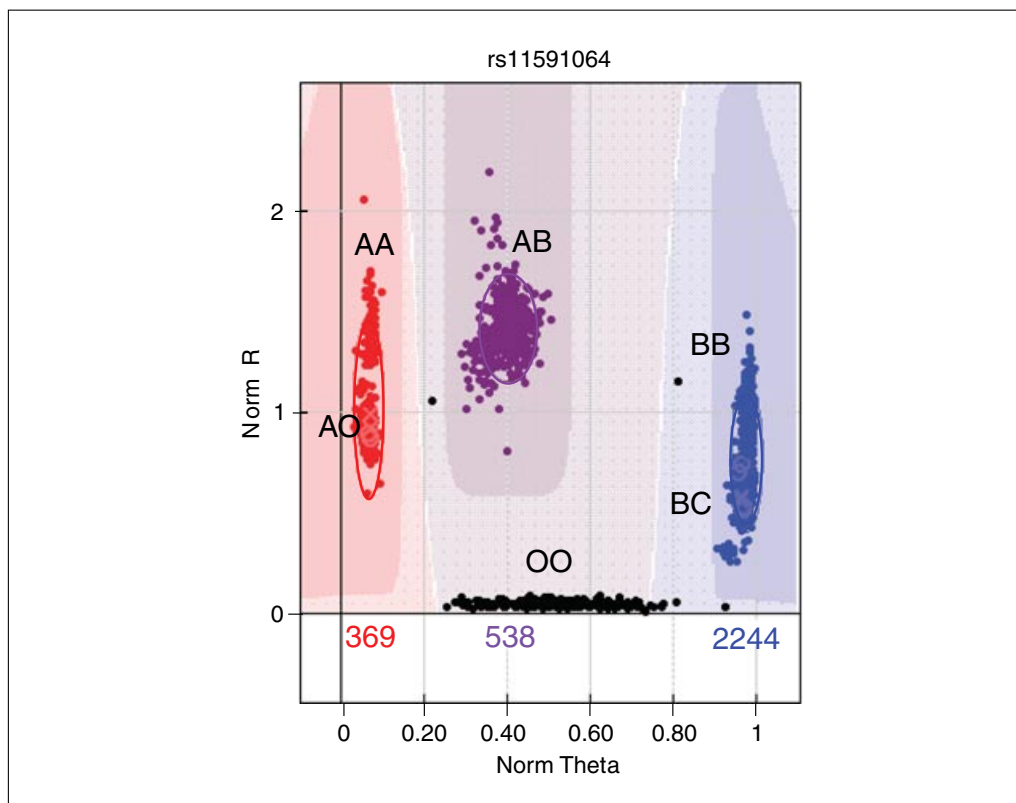 rs11591064
Norm R
2
1
0
AA
AB
BB
AO
BC
OO
369 538 2244
0 0.20 0.40 0.60 0.80 1
Norm Theta